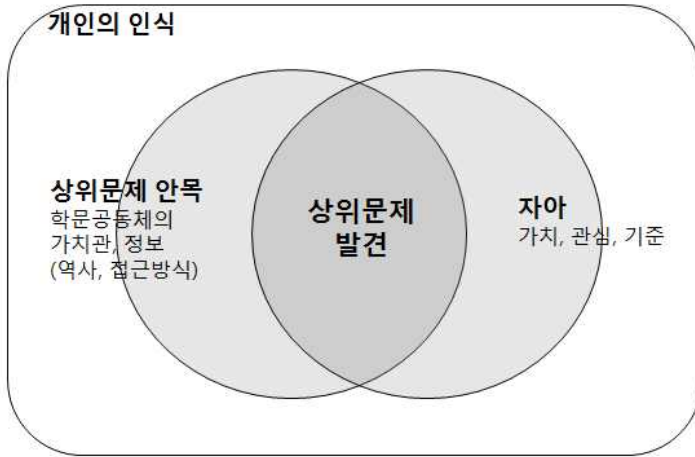 개인의 인식
상위문제 안목
학문공동체의
가치관, 정보
(역사, 접근방식)
상위문제
발견
자아
가치, 관심, 기준